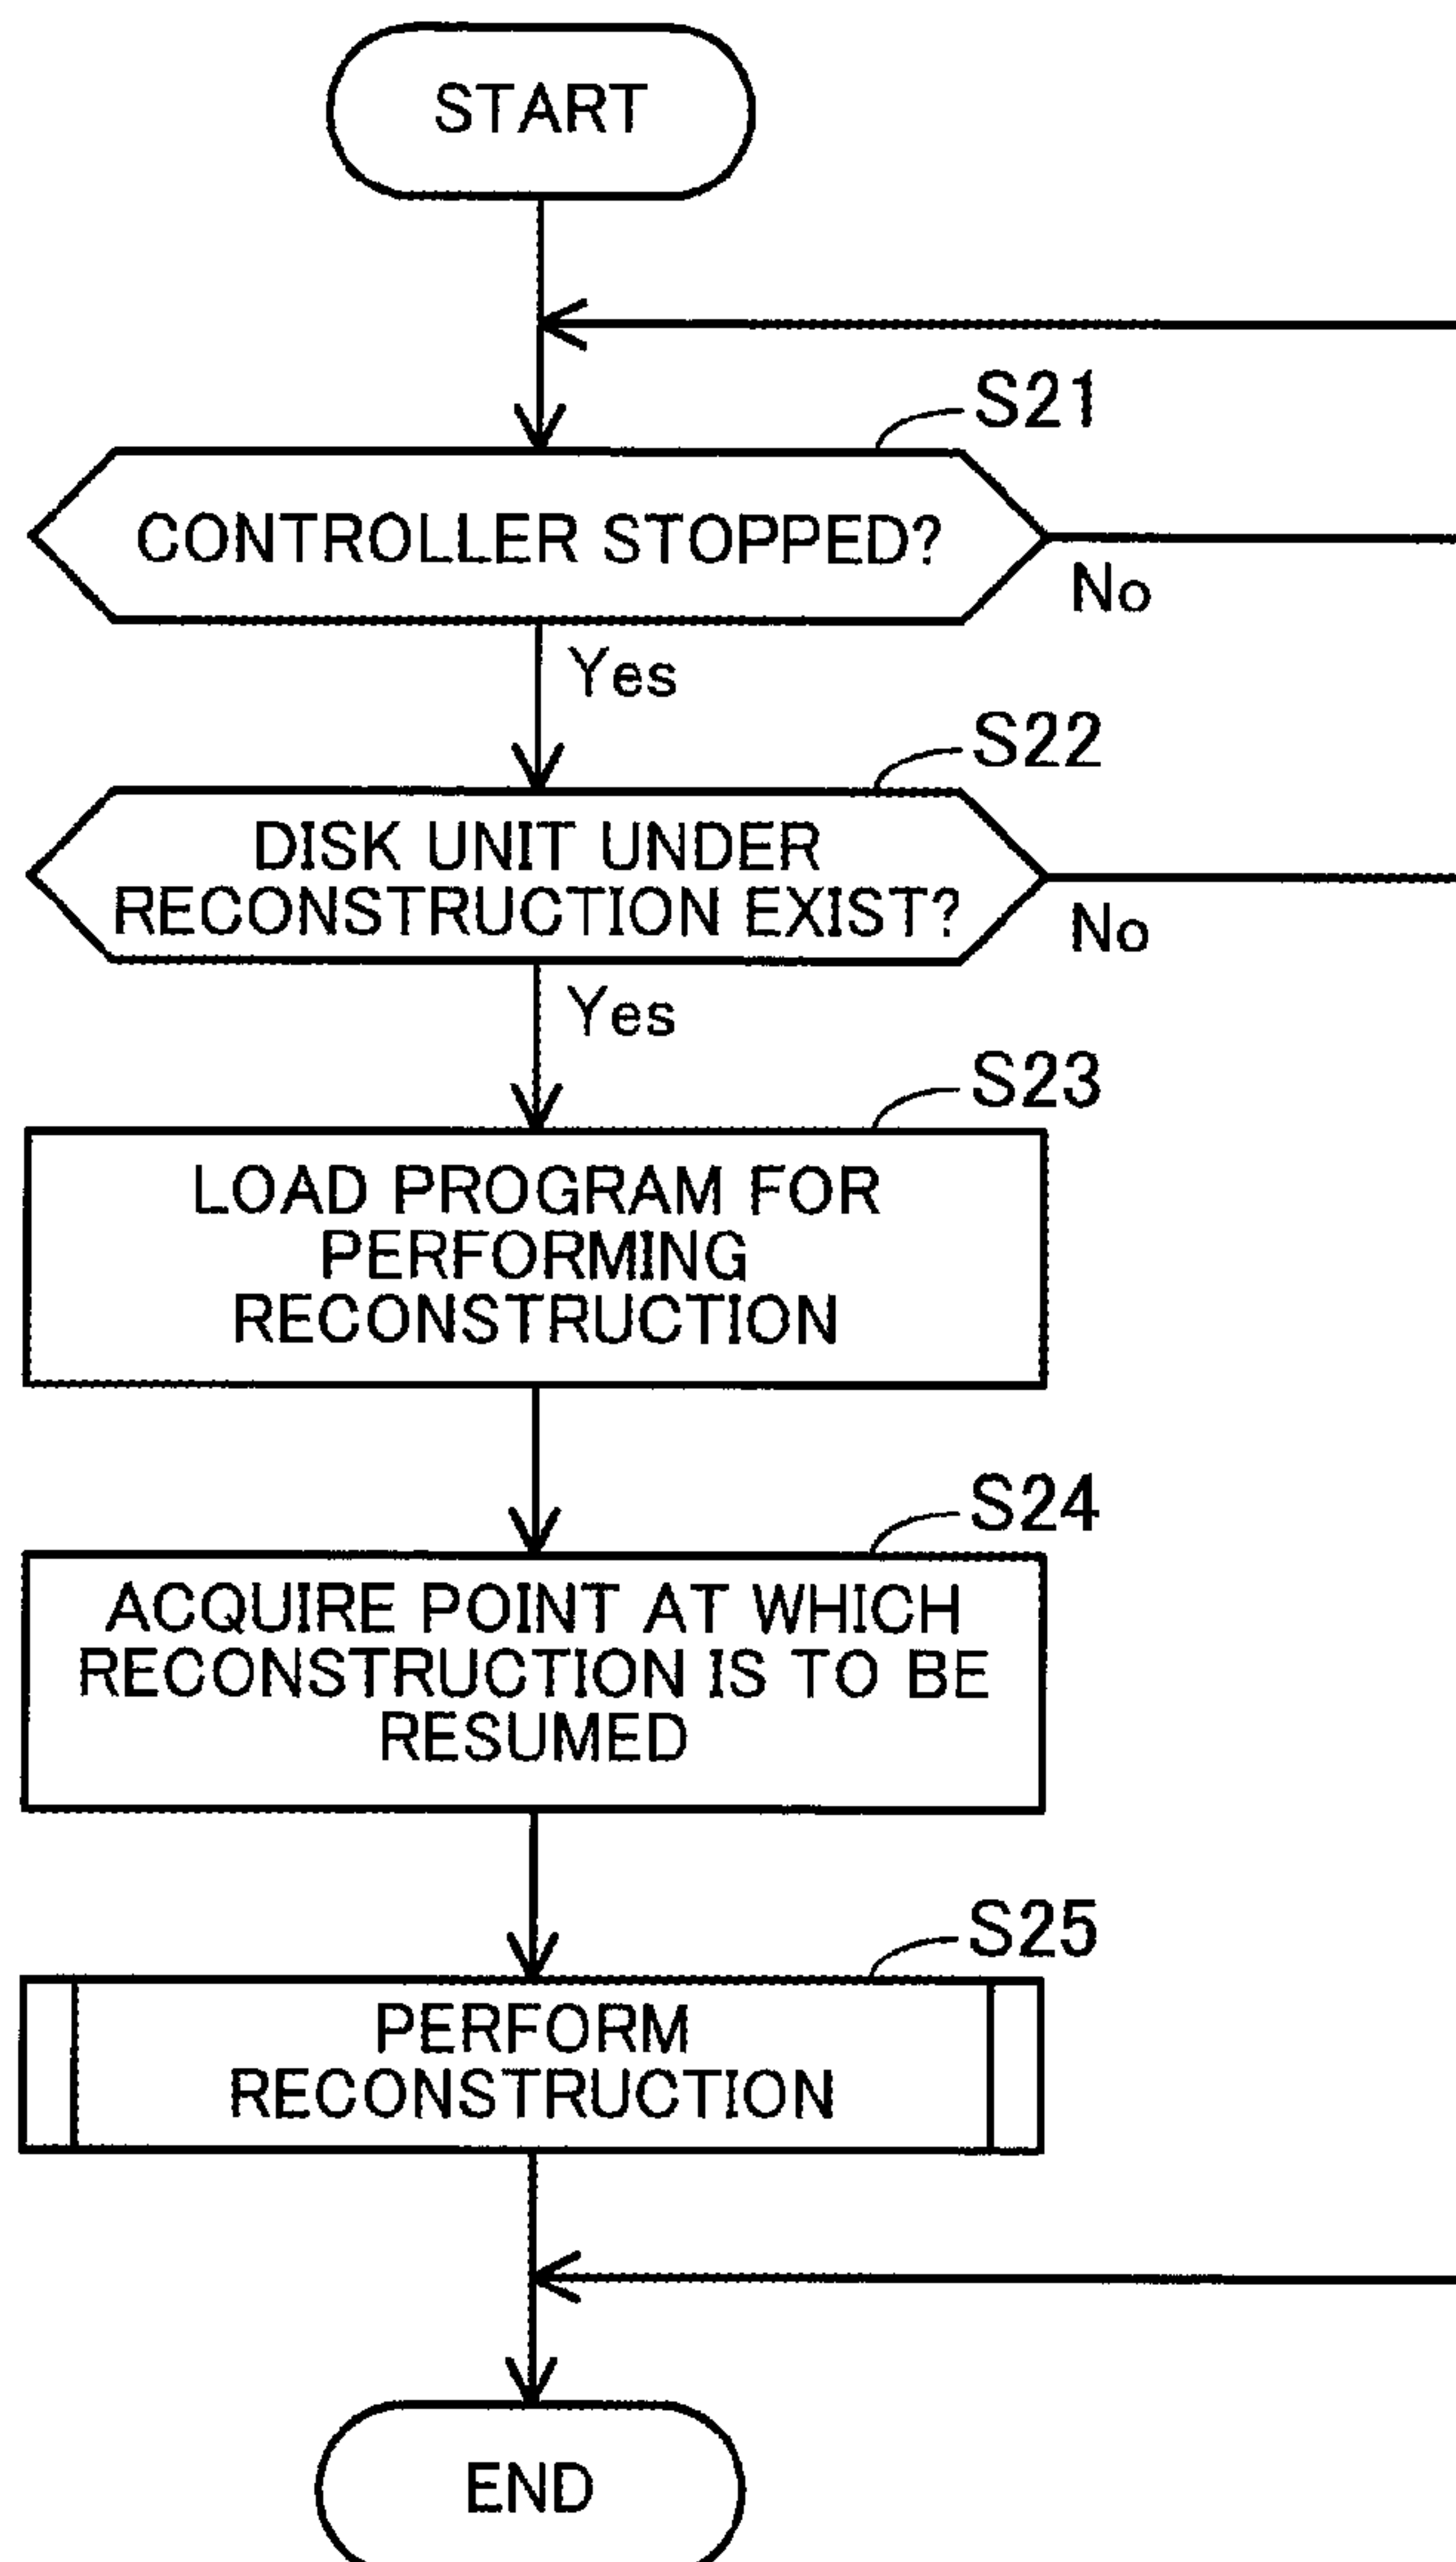 START
S21
CONTROLLER STOPPED?
No
Yes
S22
DISK UNIT UNDER
RECONSTRUCTION EXIST?
No
Yes
S23
LOAD PROGRAM FOR
PERFORMING
RECONSTRUCTION
S24
ACQUIRE POINT AT WHICH
RECONSTRUCTION IS TO BE
RESUMED
S25
PERFORM
RECONSTRUCTION
END